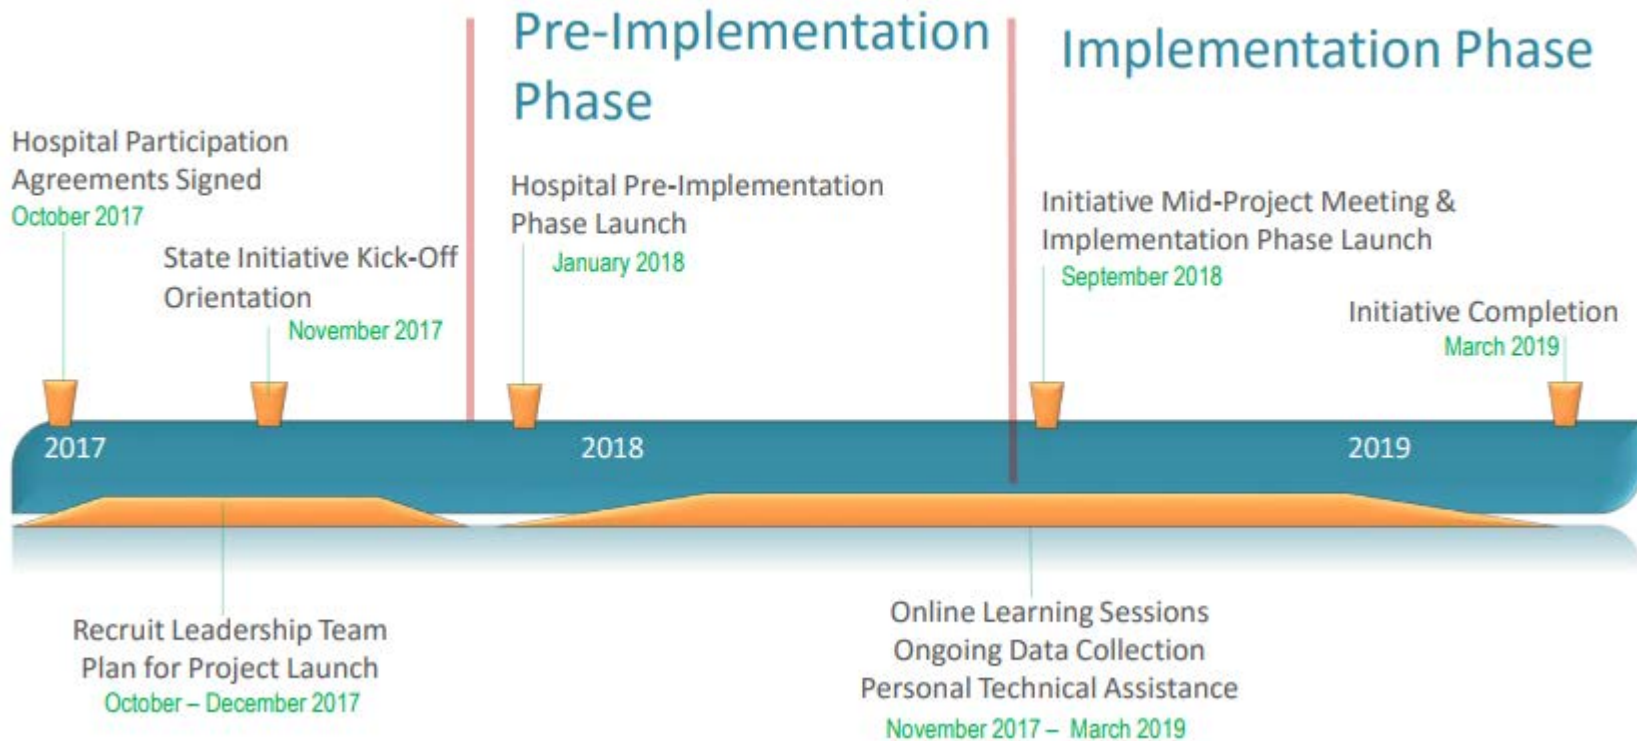 Pre-Implementation
Phase
Implementation Phase
Hospital Participation
Agreements Signed
October 2017
State Initiative Kick-Off
Orientation
November 2017
Hospital Pre-Implementation
Phase Launch
January 2018
Initiative Mid-Project Meeting &
Implementation Phase Launch
September 2018
Initiative Completion
March 2019
2017
2018
2019
Recruit Leadership Team
Plan for Project Launch
October – December 2017
Online Learning Sessions
Ongoing Data Collection
Personal Technical Assistance
November 2017 – March 2019